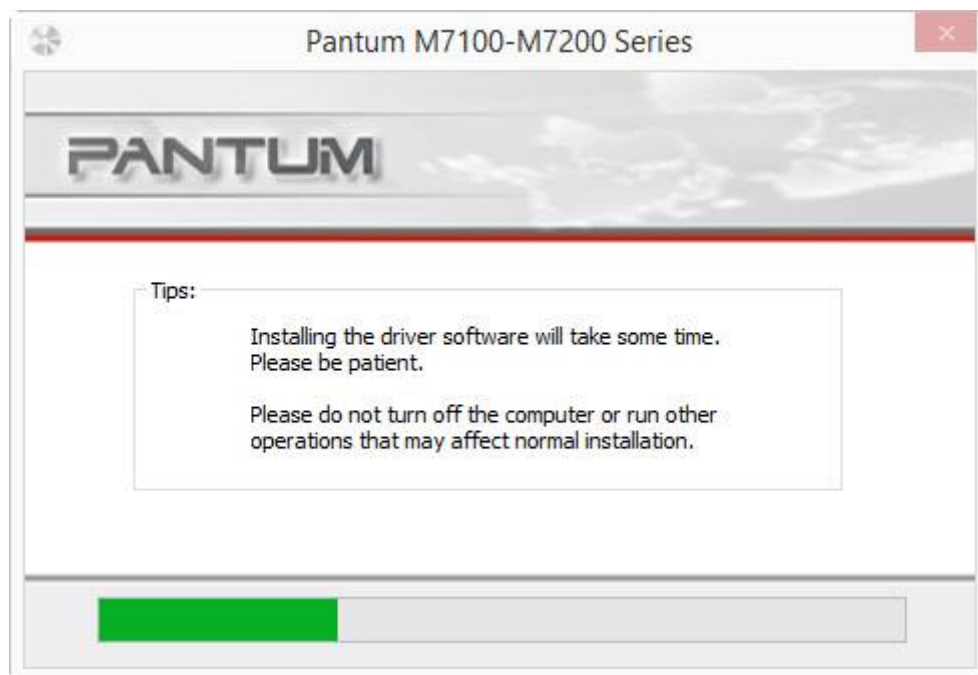 Pantum M7100-M7200 Series
PANTUM
Tips:
Installing the driver software will take some time.
Please be patient.
Please do not turn off the computer or run other
operations that may affect normal installation.